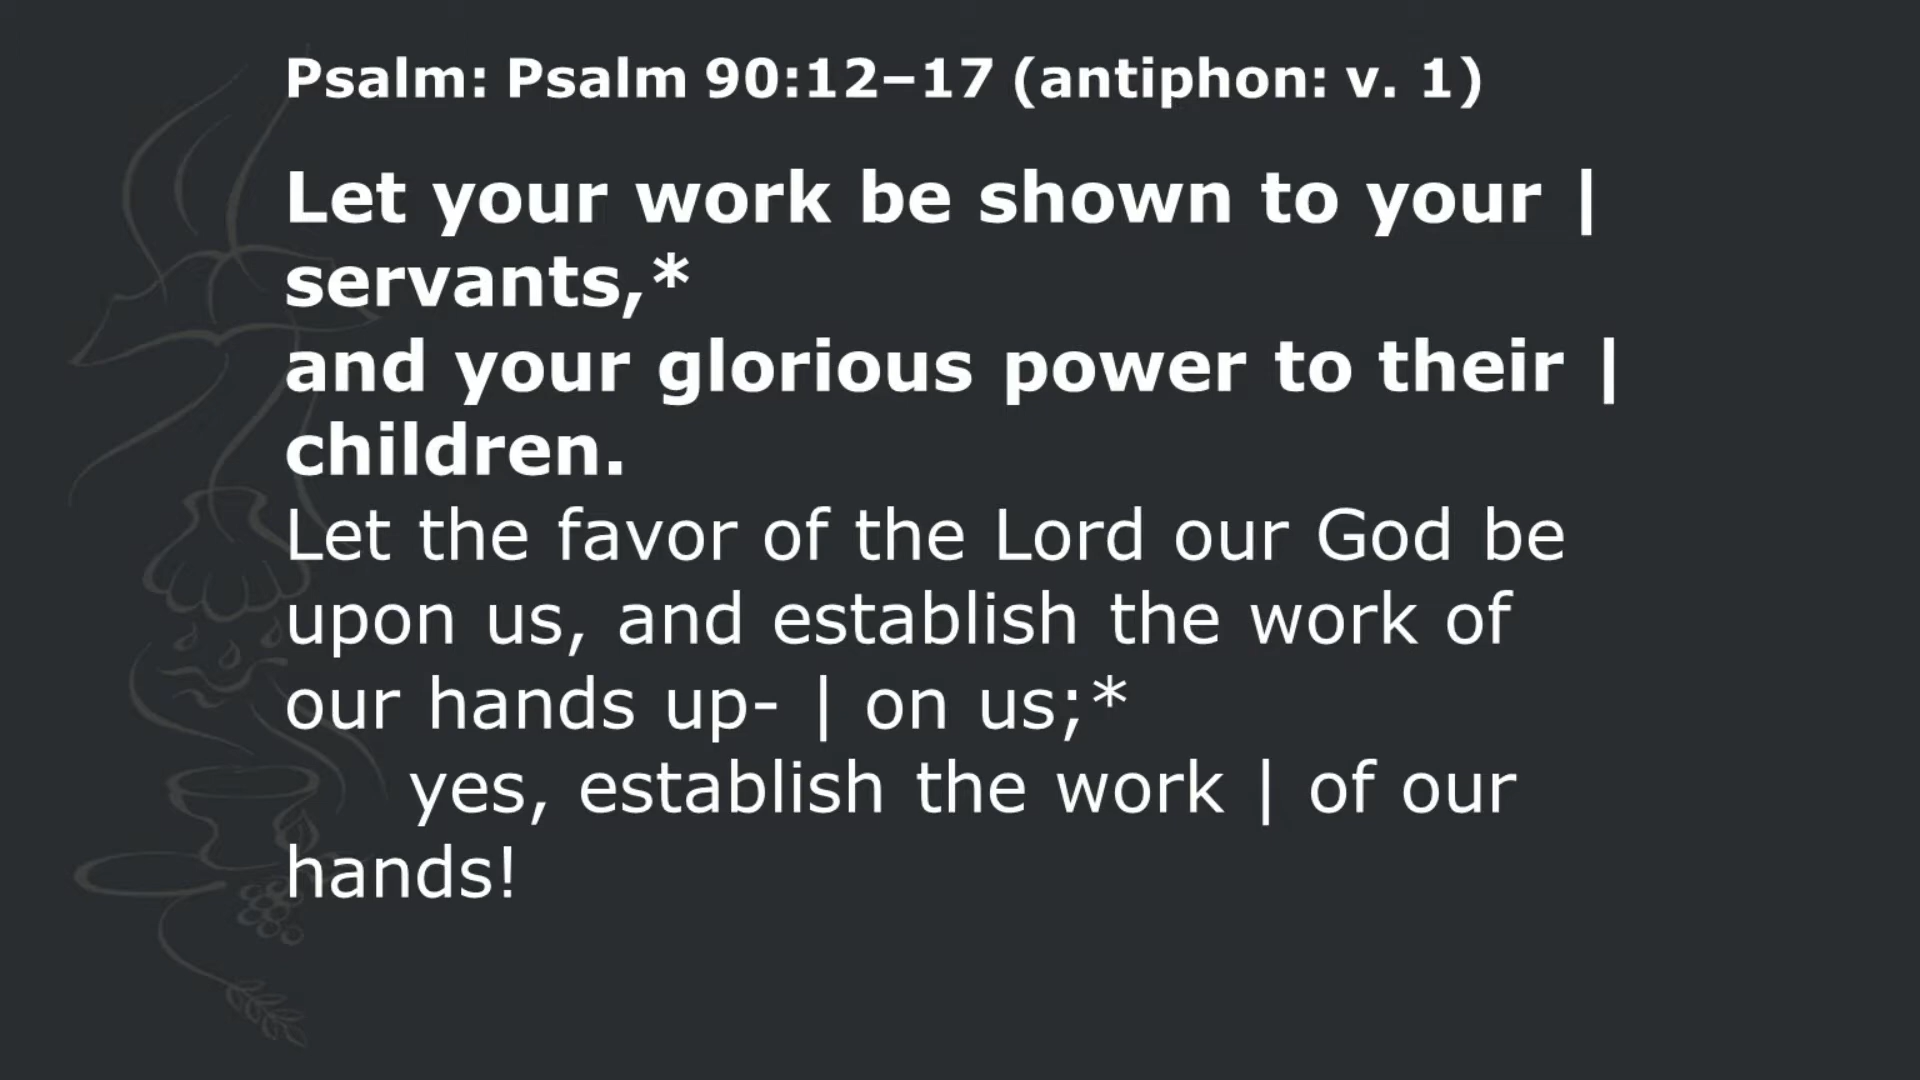 Psalm: Psalm 90:12–17 (antiphon: v. 1)
Let your work be shown to your |
servants,*
and your glorious power to their |
children.
Let the favor of the Lord our God be
upon us, and establish the work of
our hands up- | on us;*
yes, establish the work | of our
hands!